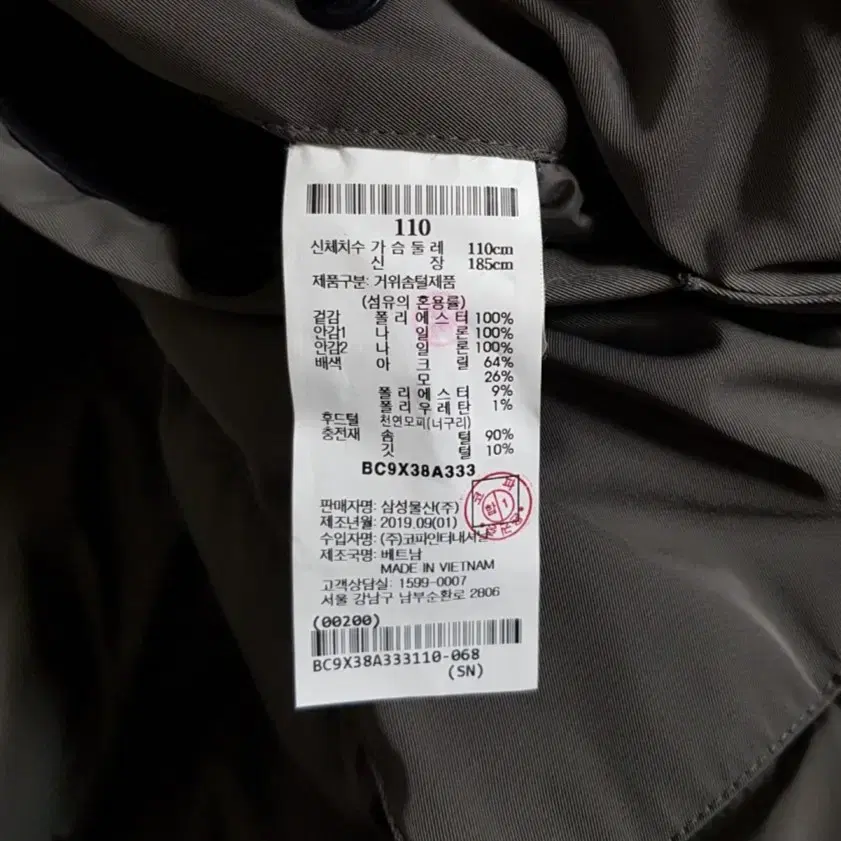 110
신체치수 가슴둘레 110cm
신 장 185cm
제품구분: 거위솜털제품
(섬유의 혼용률)
겉감 폴리에스터 100%
안감1 나일론 100%
안감2 나일론 100%
배색 아크릴 64%
모 26%
폴리에스터 9%
폴리우레탄 1%
후드털 천연모피(너구리)
충전재 솜 털 90%
깃 털 10%
BC9X38A333
판매자명: 삼성물산(주)
제조년월: 2019.09(01)
수입자명: (주)코파인터내셔날
제조국명: 베트남
MADE IN VIETNAM
고객상담실: 1599-0007
서울 강남구 남부순환로 2806
(00200)
BC9X38A333110-068
(SN)
코파
합 1